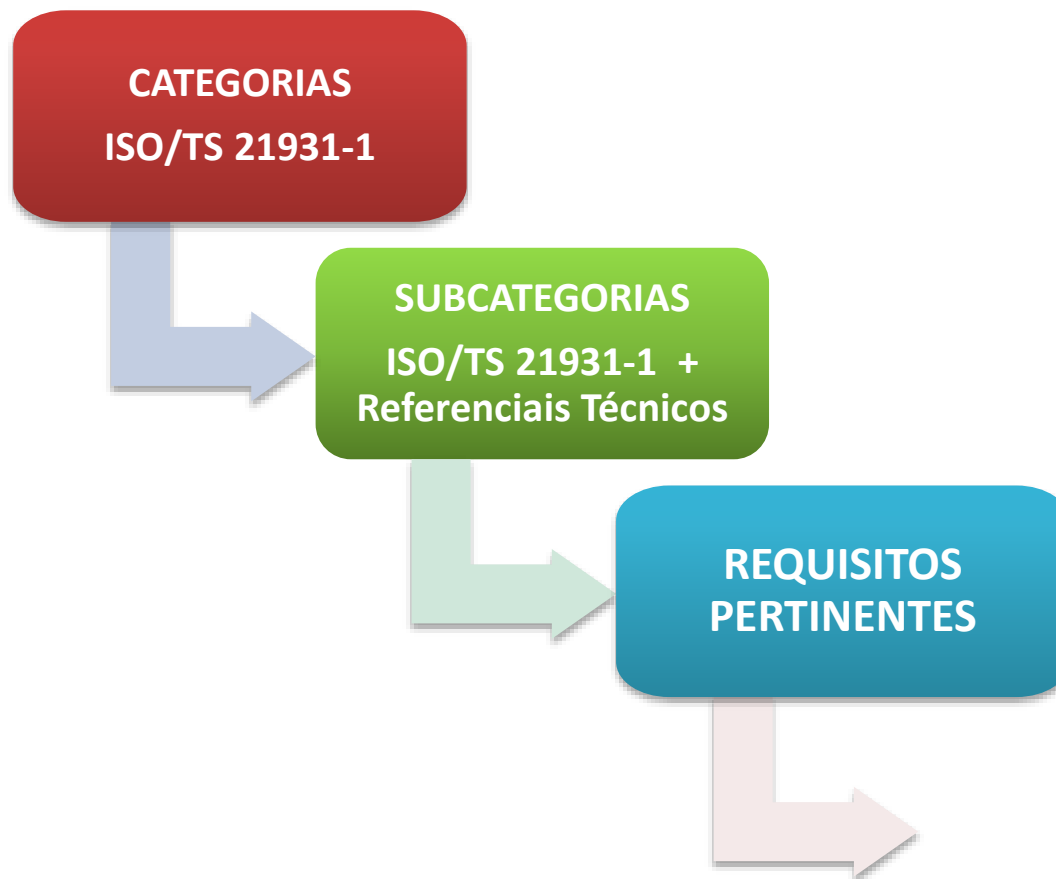 CATEGORIAS
ISO/TS 21931-1
SUBCATEGORIAS
ISO/TS 21931-1 +
Referenciais Técnicos
REQUISITOS
PERTINENTES